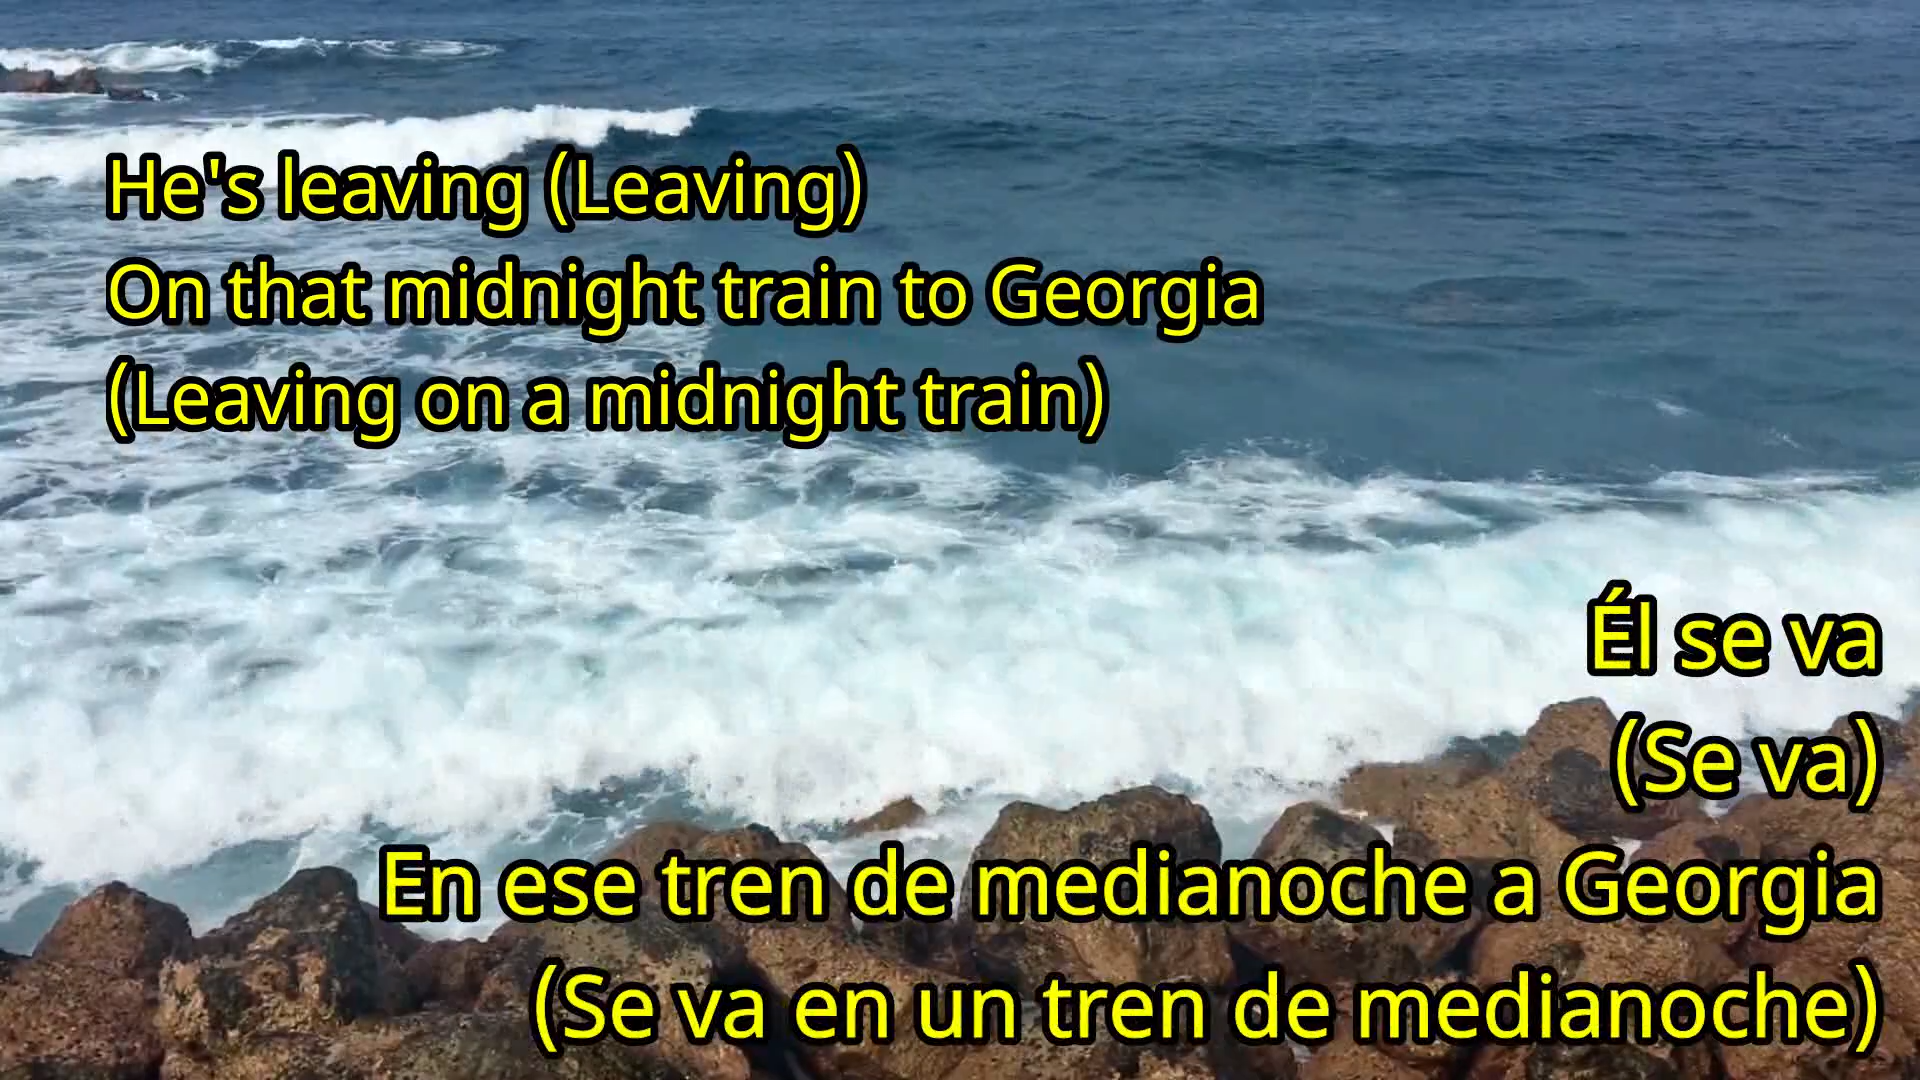 He's leaving (Leaving)
On that midnight train to Georgia
(Leaving on a midnight train)
Él se va
(Se va)
En ese tren de medianoche a Georgia
(Se va en un tren de medianoche)